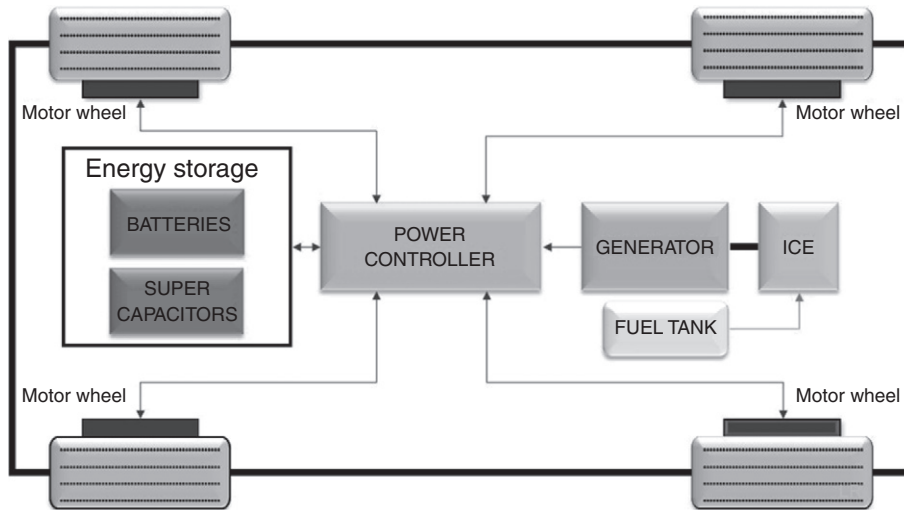 Motor wheel
Motor wheel
Energy storage
BATTERIES
SUPER
CAPACITORS
POWER
CONTROLLER
GENERATOR
ICE
FUEL TANK
Motor wheel
Motor wheel